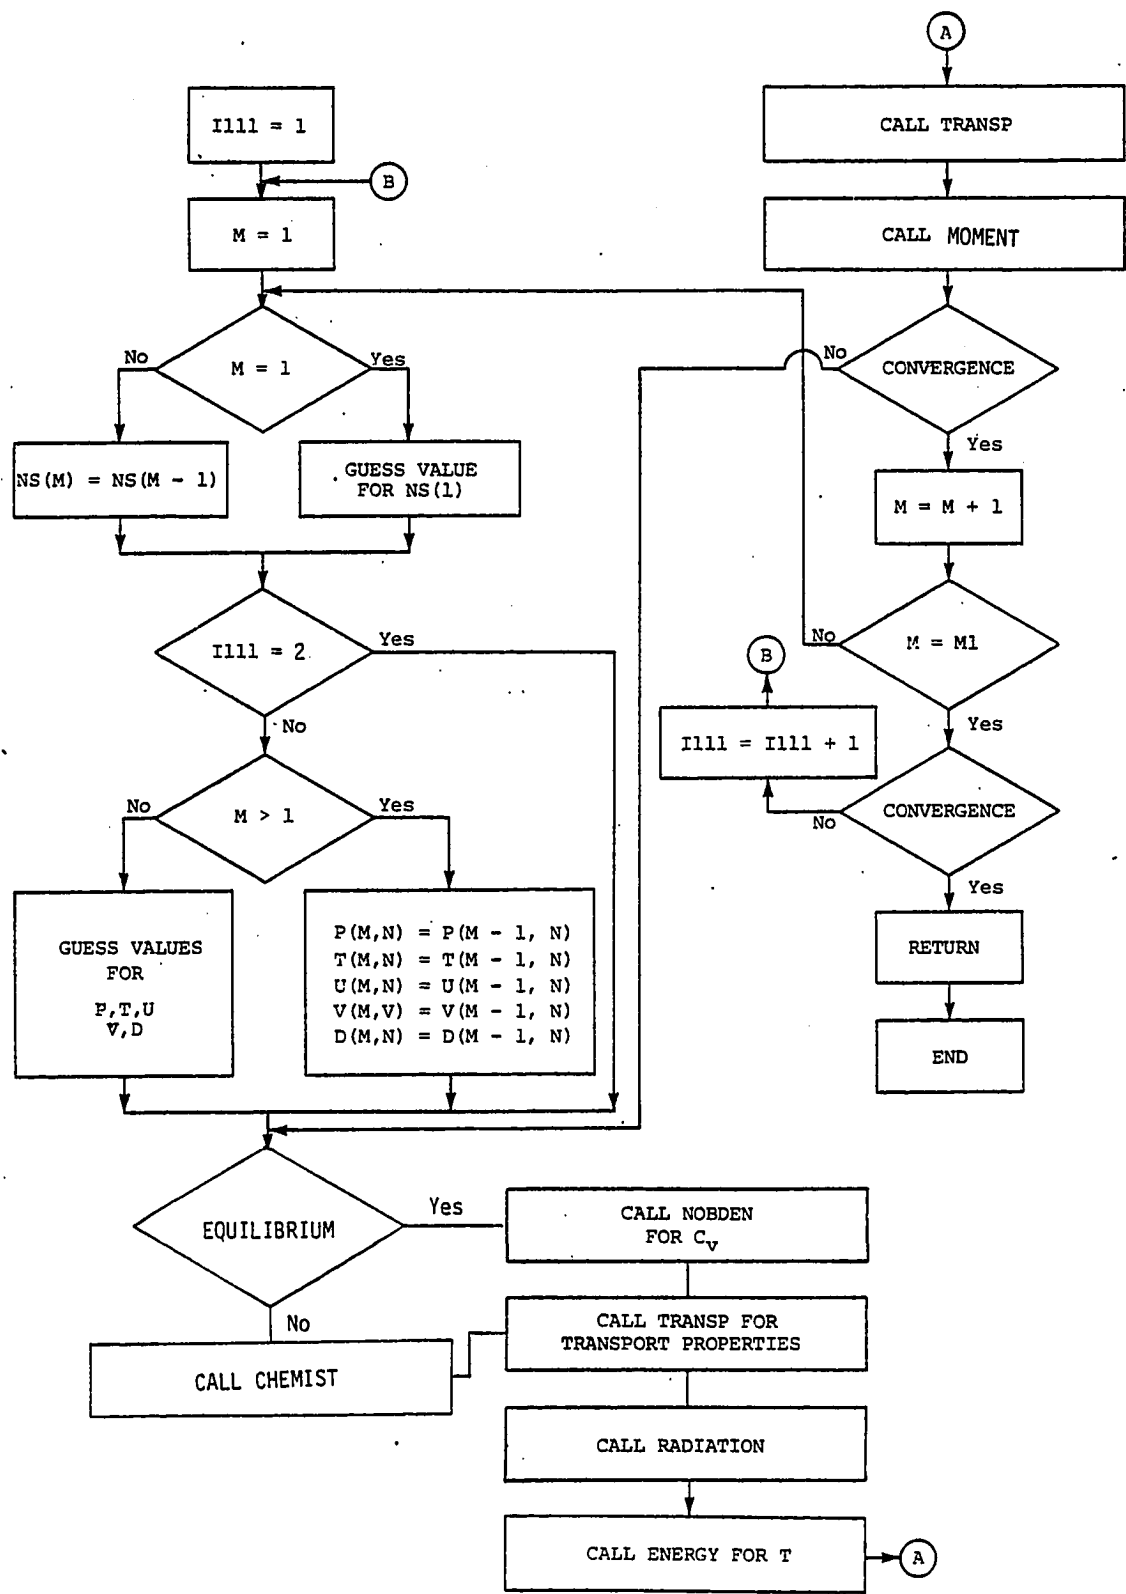 I111 = 1
B
M = 1
M = 1
No
Yes
NS(M) = NS(M - 1)
GUESS VALUE
FOR NS(1)
I111 = 2
Yes
No
M > 1
No
Yes
GUESS VALUES
FOR
P,T,U
V,D
P(M,N) = P(M - 1, N)
T(M,N) = T(M - 1, N)
U(M,N) = U(M - 1, N)
V(M,V) = V(M - 1, N)
D(M,N) = D(M - 1, N)
EQUILIBRIUM
Yes
No
CALL CHEMIST
CALL NOBDEN
FOR Cv
CALL TRANSP FOR
TRANSPORT PROPERTIES
CALL RADIATION
CALL ENERGY FOR T
A
A
CALL TRANSP
CALL MOMENT
CONVERGENCE
No
Yes
M = M + 1
M = M1
No
Yes
B
I111 = I111 + 1
CONVERGENCE
No
Yes
RETURN
END